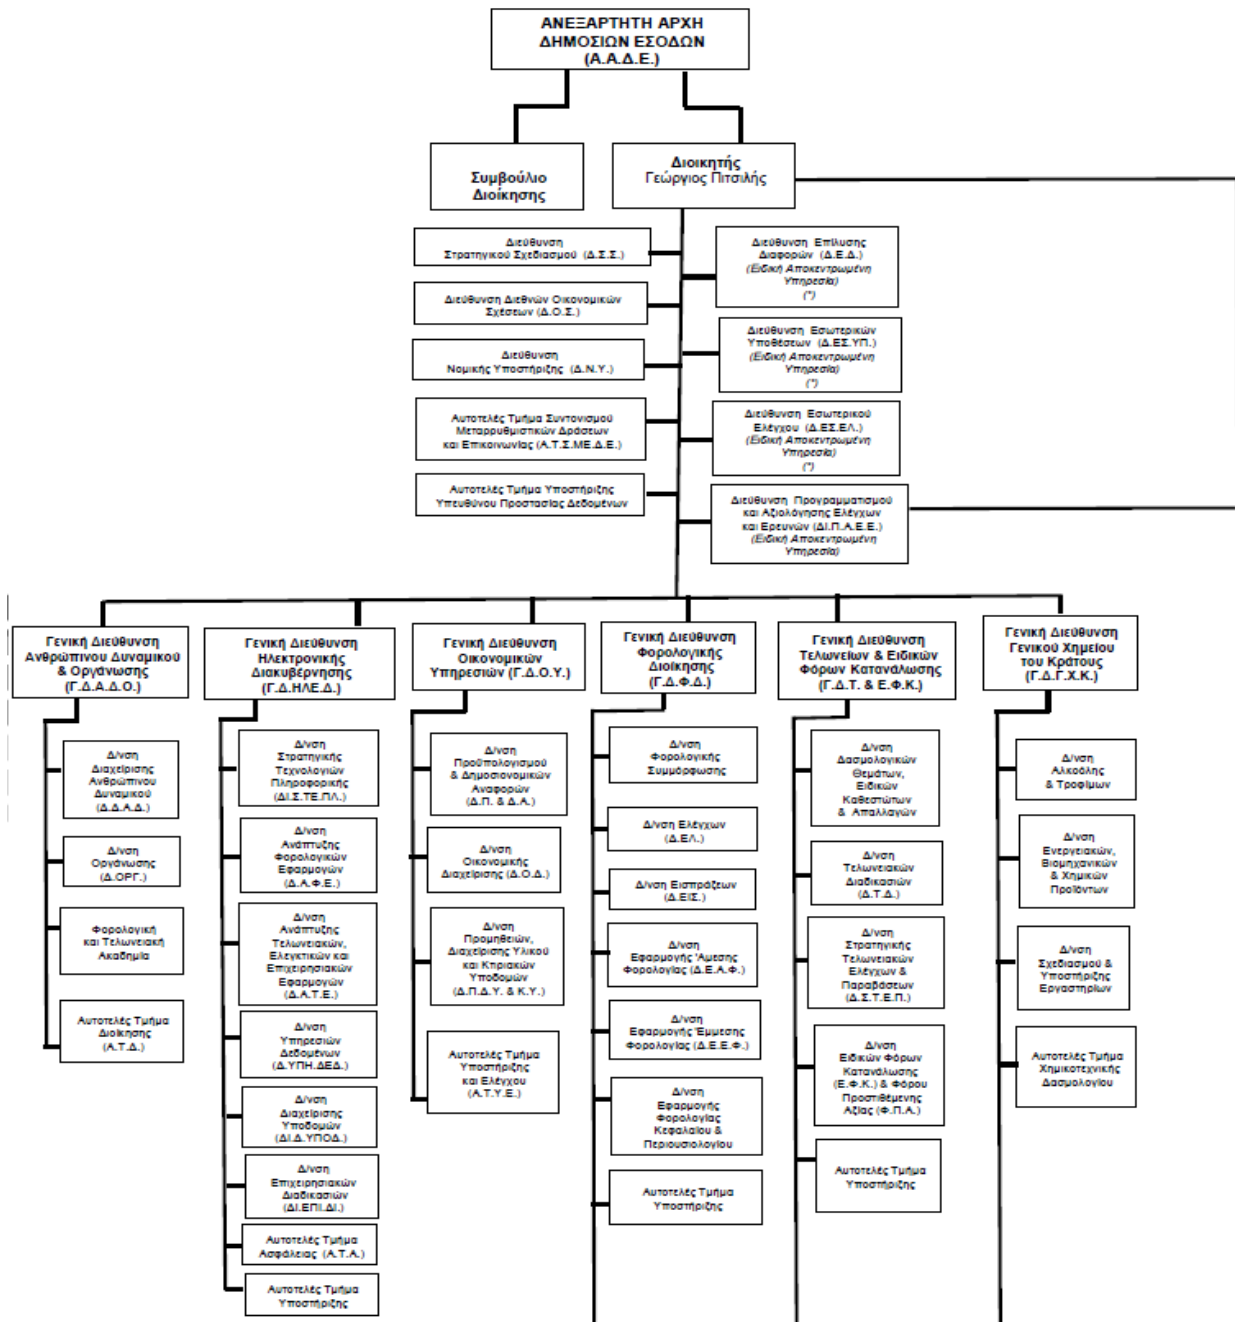 ΑΝΕΞΑΡΤΗΤΗ ΑΡΧΗ
ΔΗΜΟΣΙΩΝ ΕΣΟΔΩΝ
(Α.Α.Δ.Ε.)
Συμβούλιο
Διοίκησης
Διοικητής
Γεώργιος Πιτσιλής
Διεύθυνση
Στρατηγικού Σχεδιασμού (Δ.Σ.Σ.)
Διεύθυνση Επίλυσης
Διαφορών (Δ.Ε.Δ.)
(Ειδική Αποκεντρωμένη
Υπηρεσία)
(*)
Διεύθυνση Διεθνών Οικονομικών
Σχέσεων (Δ.Ο.Σ.)
Διεύθυνση Εσωτερικών
Υποθέσεων (Δ.ΕΣ.ΥΠ.)
(Ειδική Αποκεντρωμένη
Υπηρεσία)
(*)
Διεύθυνση
Νομικής Υποστήριξης (Δ.Ν.Υ.)
Αυτοτελές Τμήμα Συντονισμού
Μεταρρυθμιστικών Δράσεων
και Επικοινωνίας (Α.Τ.Σ.ΜΕ.Δ.Ε.)
Διεύθυνση Εσωτερικού
Ελέγχου (Δ.ΕΣ.ΕΛ.)
(Ειδική Αποκεντρωμένη
Υπηρεσία)
(*)
Αυτοτελές Τμήμα Υποστήριξης
Υπευθύνου Προστασίας Δεδομένων
Διεύθυνση Προγραμματισμού
και Αξιολόγησης Ελέγχων
και Ερευνών (ΔΙ.Π.Α.Ε.Ε.)
(Ειδική Αποκεντρωμένη
Υπηρεσία)
Γενική Διεύθυνση
Ανθρώπινου Δυναμικού
& Οργάνωσης
(Γ.Δ.Α.Δ.Ο.)
Δ/νση
Διαχείρισης
Ανθρώπινου
Δυναμικού
(Δ.Δ.Α.Δ.)
Δ/νση
Οργάνωσης
(Δ.ΟΡΓ.)
Φορολογική
και Τελωνειακή
Ακαδημία
Αυτοτελές Τμήμα
Διοίκησης
(Α.Τ.Δ.)
Γενική Διεύθυνση
Ηλεκτρονικής
Διακυβέρνησης
(Γ.Δ.ΗΛΕ.Δ.)
Δ/νση
Στρατηγικής
Τεχνολογιών
Πληροφορικής
(ΔΙ.Σ.ΤΕ.ΠΛ.)
Δ/νση
Ανάπτυξης
Φορολογικών
Εφαρμογών
(Δ.Α.Φ.Ε.)
Δ/νση
Ανάπτυξης
Τελωνειακών,
Ελεγκτικών και
Επιχειρησιακών
Εφαρμογών
(Δ.Α.Τ.Ε.)
Δ/νση
Υπηρεσιών
Δεδομένων
(Δ.ΥΠΗ.ΔΕΔ.)
Δ/νση
Διαχείρισης
Υποδομών
(ΔΙ.Δ.ΥΠΟΔ.)
Δ/νση
Επιχειρησιακών
Διαδικασιών
(ΔΙ.ΕΠΙ.ΔΙ.)
Αυτοτελές Τμήμα
Ασφάλειας (Α.Τ.Α.)
Αυτοτελές Τμήμα
Υποστήριξης
Γενική Διεύθυνση
Οικονομικών
Υπηρεσιών (Γ.Δ.Ο.Υ.)
Δ/νση
Προϋπολογισμού
& Δημοσιονομικών
Αναφορών
(Δ.Π. & Δ.Α.)
Δ/νση
Οικονομικής
Διαχείρισης (Δ.Ο.Δ.)
Δ/νση
Προμηθειών,
Διαχείρισης Υλικού
και Κτιριακών
Υποδομών
(Δ.Π.Δ.Υ. & Κ.Υ.)
Αυτοτελές Τμήμα
Υποστήριξης
και Ελέγχου
(Α.Τ.Υ.Ε.)
Γενική Διεύθυνση
Φορολογικής
Διοίκησης
(Γ.Δ.Φ.Δ.)
Δ/νση
Φορολογικής
Συμμόρφωσης
Δ/νση Ελέγχων
(Δ.ΕΛ.)
Δ/νση Εισπράξεων
(Δ.ΕΙΣ.)
Δ/νση
Εφαρμογής Άμεσης
Φορολογίας (Δ.Ε.Α.Φ.)
Δ/νση
Εφαρμογής Έμμεσης
Φορολογίας (Δ.Ε.Ε.Φ.)
Δ/νση
Εφαρμογής
Φορολογίας
Κεφαλαίου &
Περιουσιολογίου
Αυτοτελές Τμήμα
Υποστήριξης
Γενική Διεύθυνση
Τελωνείων & Ειδικών
Φόρων Κατανάλωσης
(Γ.Δ.Τ. & Ε.Φ.Κ.)
Δ/νση
Δασμολογικών
Θεμάτων,
Ειδικών
Καθεστώτων
& Απαλλαγών
Δ/νση
Τελωνειακών
Διαδικασιών
(Δ.Τ.Δ.)
Δ/νση
Στρατηγικής
Τελωνειακών
Ελέγχων &
Παραβάσεων
(Δ.Σ.Τ.Ε.Π.)
Δ/νση
Ειδικών Φόρων
Κατανάλωσης
(Ε.Φ.Κ.) & Φόρου
Προστιθέμενης
Αξίας (Φ.Π.Α.)
Αυτοτελές Τμήμα
Υποστήριξης
Γενική Διεύθυνση
Γενικού Χημείου
του Κράτους
(Γ.Δ.Γ.Χ.Κ.)
Δ/νση
Αλκοόλης
& Τροφίμων
Δ/νση
Ενεργειακών,
Βιομηχανικών
& Χημικών
Προϊόντων
Δ/νση
Σχεδιασμού &
Υποστήριξης
Εργαστηρίων
Αυτοτελές Τμήμα
Χημικοτεχνικής
Δασμολογίου